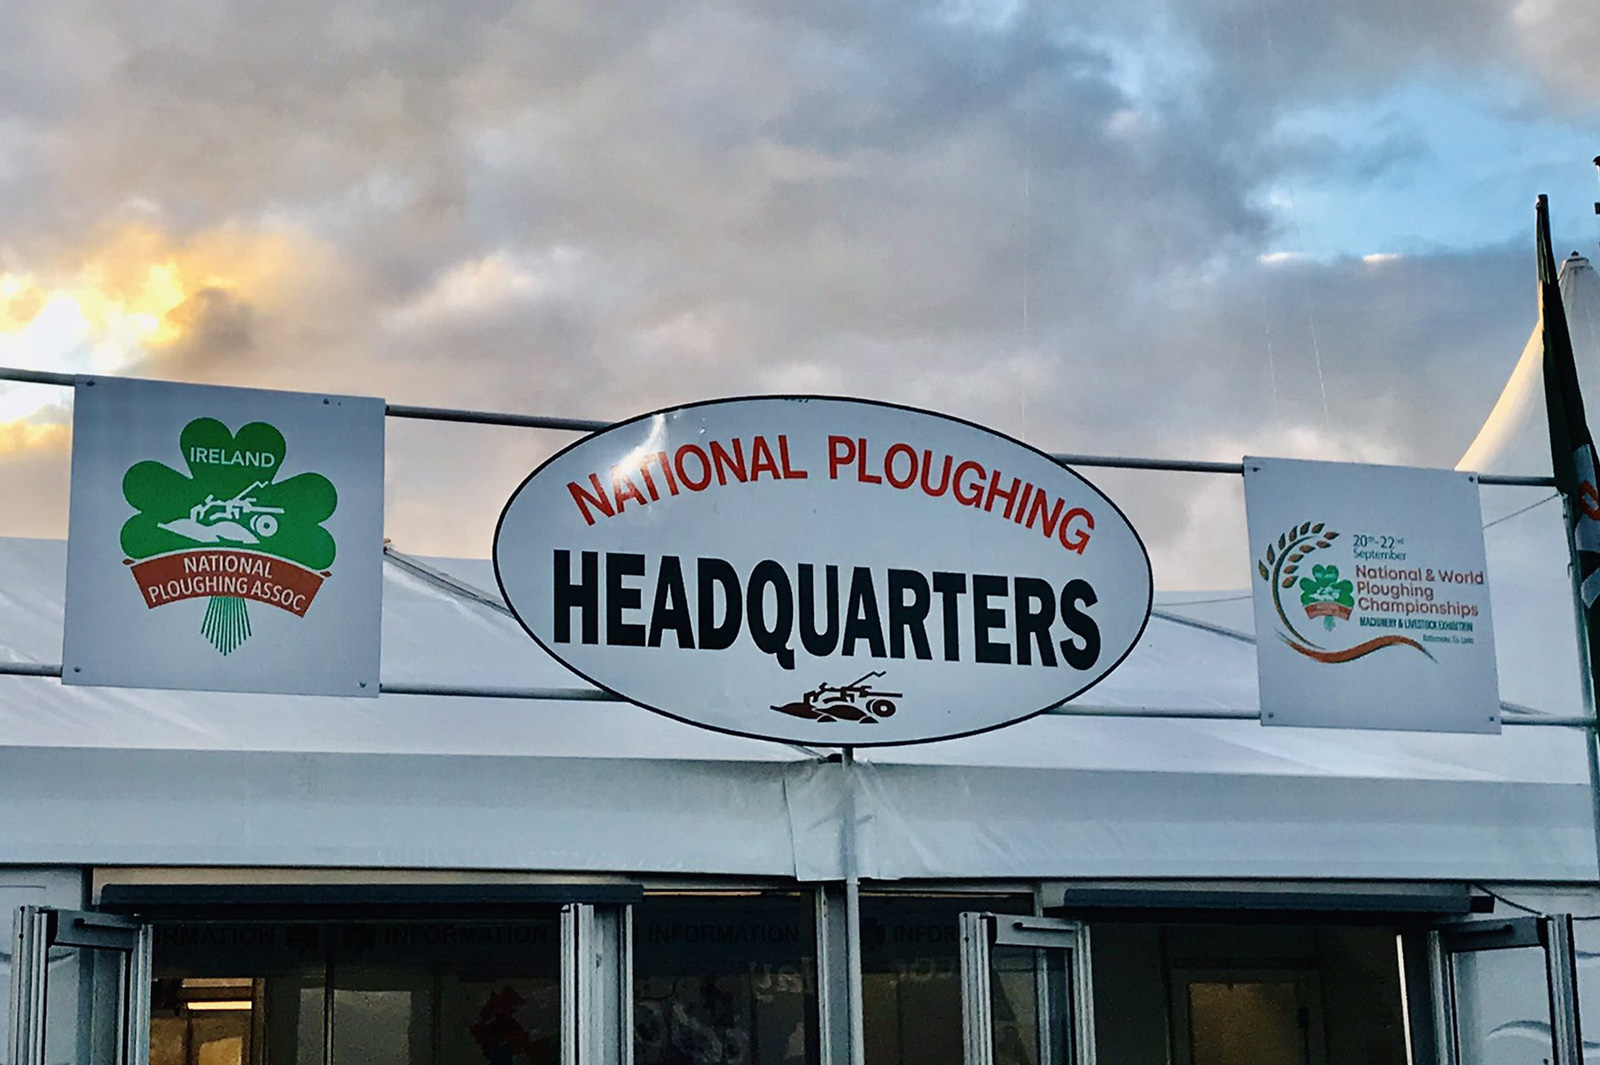 IRELAND
NATIONAL
PLOUGHING ASSOC
NATIONAL PLOUGHING
HEADQUARTERS
20th-22nd
September
National & World
Ploughing
Championships
MACHINERY & LIVESTOCK EXHIBITION
INFORMATION
INFORMATION